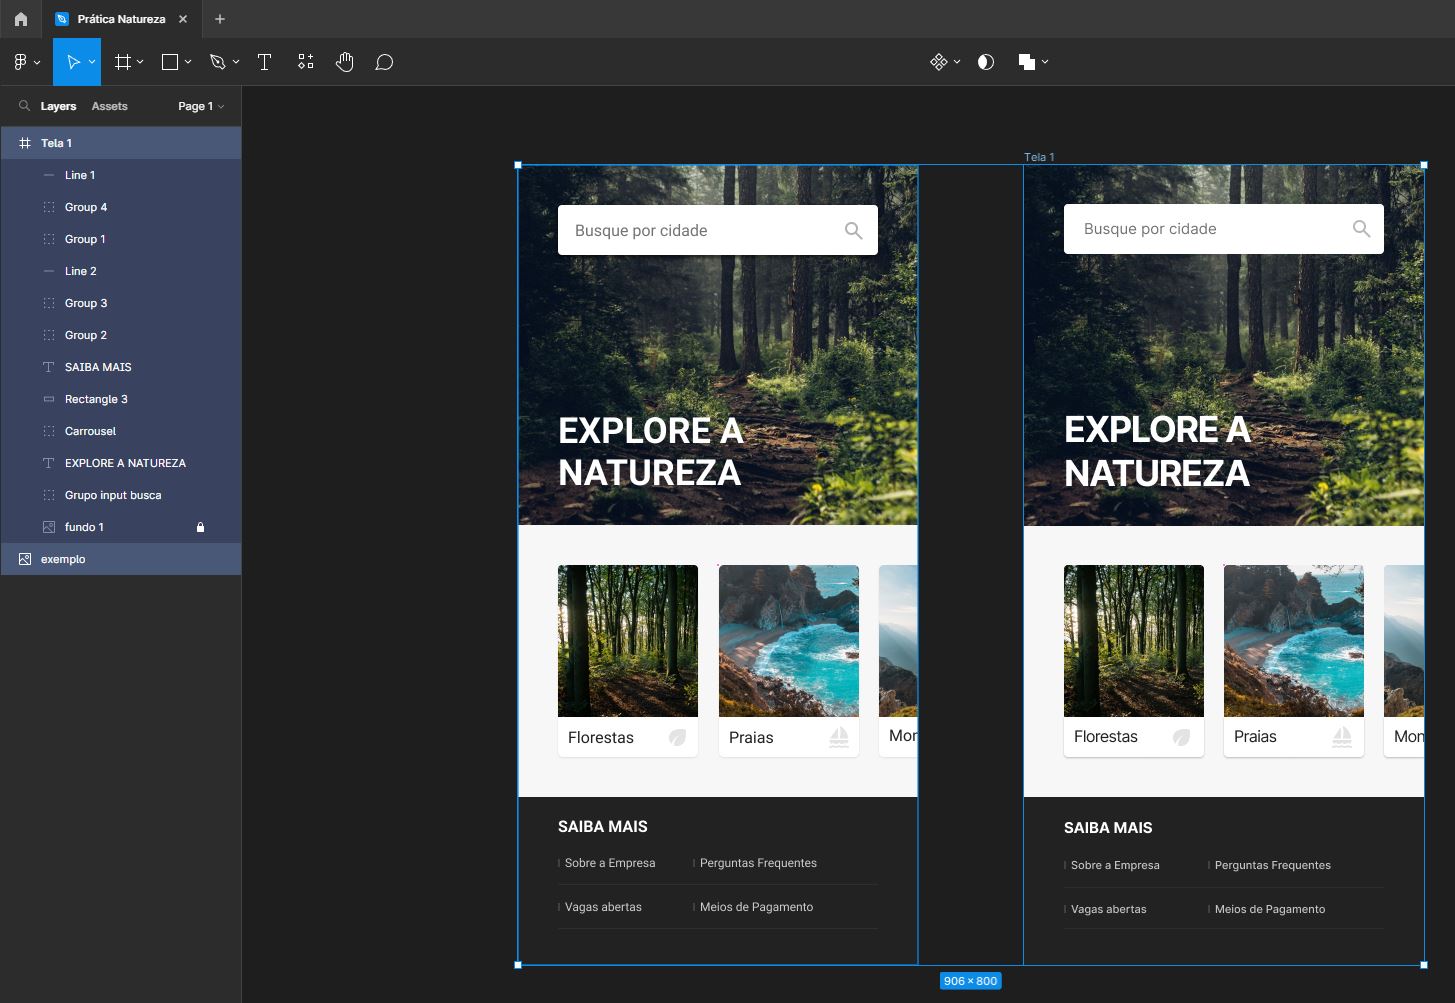 Prática Natureza
Layers
Assets
Page 1
Tela 1
Line 1
Group 4
Group 1
Line 2
Group 3
Group 2
SAIBA MAIS
Rectangle 3
Carrousel
EXPLORE A NATUREZA
Grupo input busca
fundo 1
exemplo
Busque por cidade
EXPLORE A
NATUREZA
Florestas
Praias
Mon
SAIBA MAIS
Sobre a Empresa
Perguntas Frequentes
Vagas abertas
Meios de Pagamento
Tela 1
Busque por cidade
EXPLORE A
NATUREZA
Florestas
Praias
Mon
SAIBA MAIS
Sobre a Empresa
Perguntas Frequentes
Vagas abertas
Meios de Pagamento
906 × 800